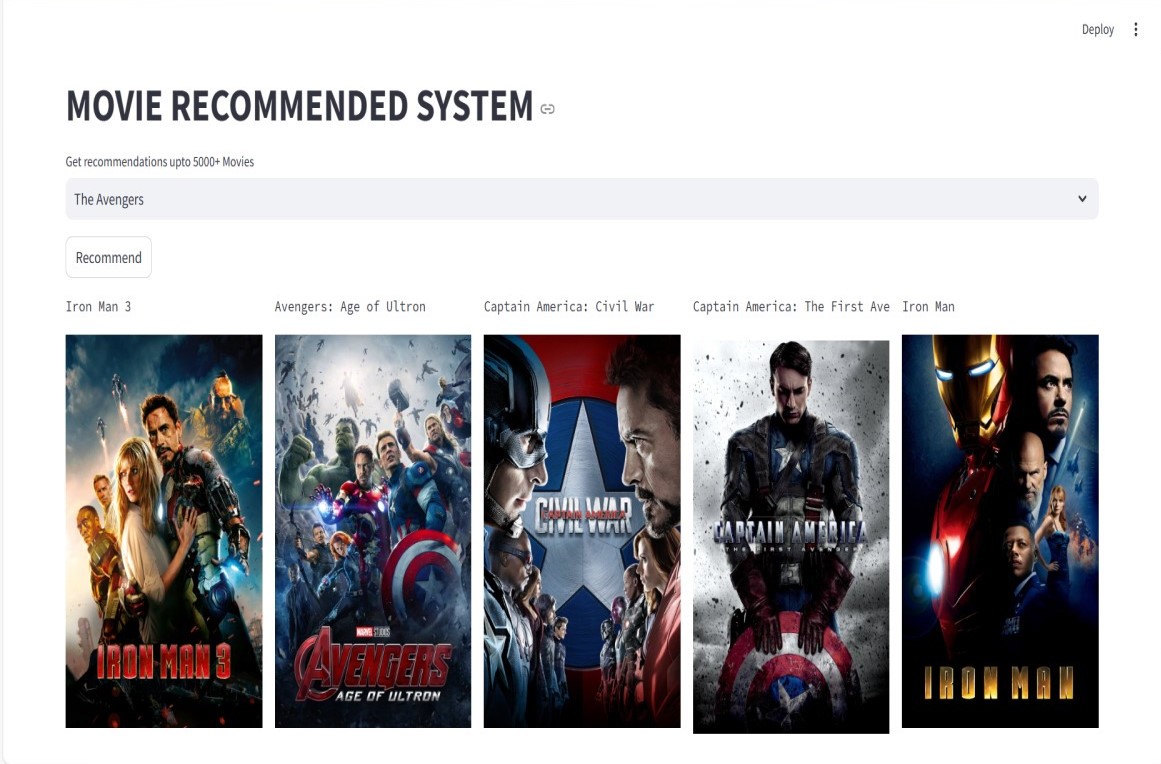 Deploy
MOVIE RECOMMENDED SYSTEM
Get recommendations upto 5000+ Movies
The Avengers
Recommend
Iron Man 3
Avengers: Age of Ultron
Captain America: Civil War
Captain America: The First Ave
Iron Man
IRON MAN 3
MARVEL STUDIOS
AVENGERS
AGE OF ULTRON
CAPTAIN AMERICA
CIVIL WAR
CAPTAIN AMERICA
THE FIRST AVENGER
IRON MAN